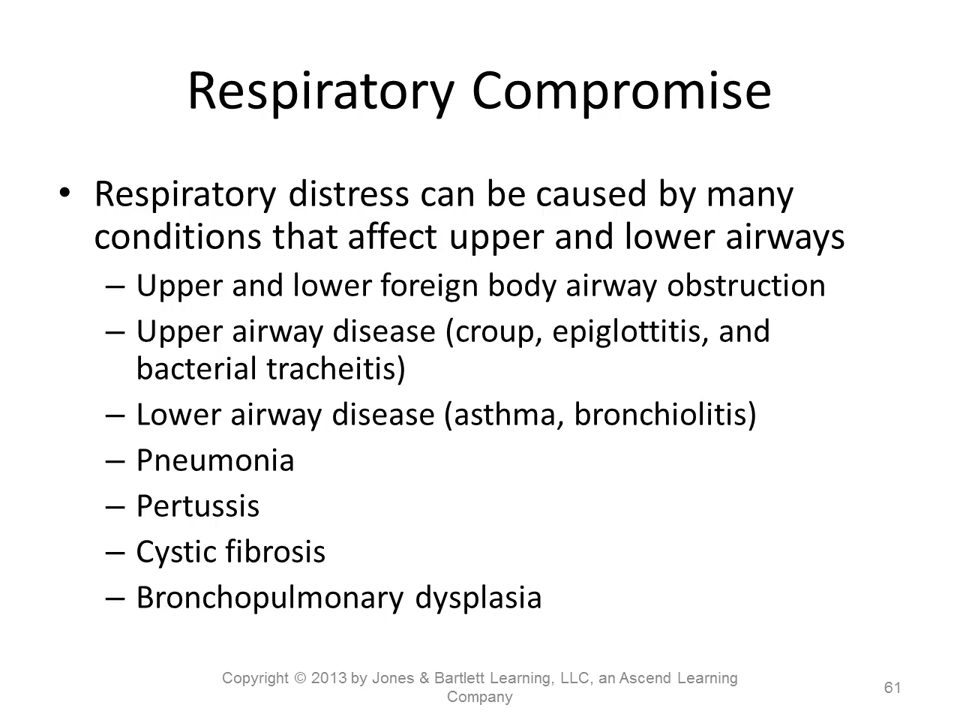 Respiratory Compromise
• Respiratory distress can be caused by many
conditions that affect upper and lower airways
– Upper and lower foreign body airway obstruction
– Upper airway disease (croup, epiglottitis, and
bacterial tracheitis)
– Lower airway disease (asthma, bronchiolitis)
– Pneumonia
– Pertussis
– Cystic fibrosis
– Bronchopulmonary dysplasia
Copyright © 2013 by Jones & Bartlett Learning, LLC, an Ascend Learning
Company
61